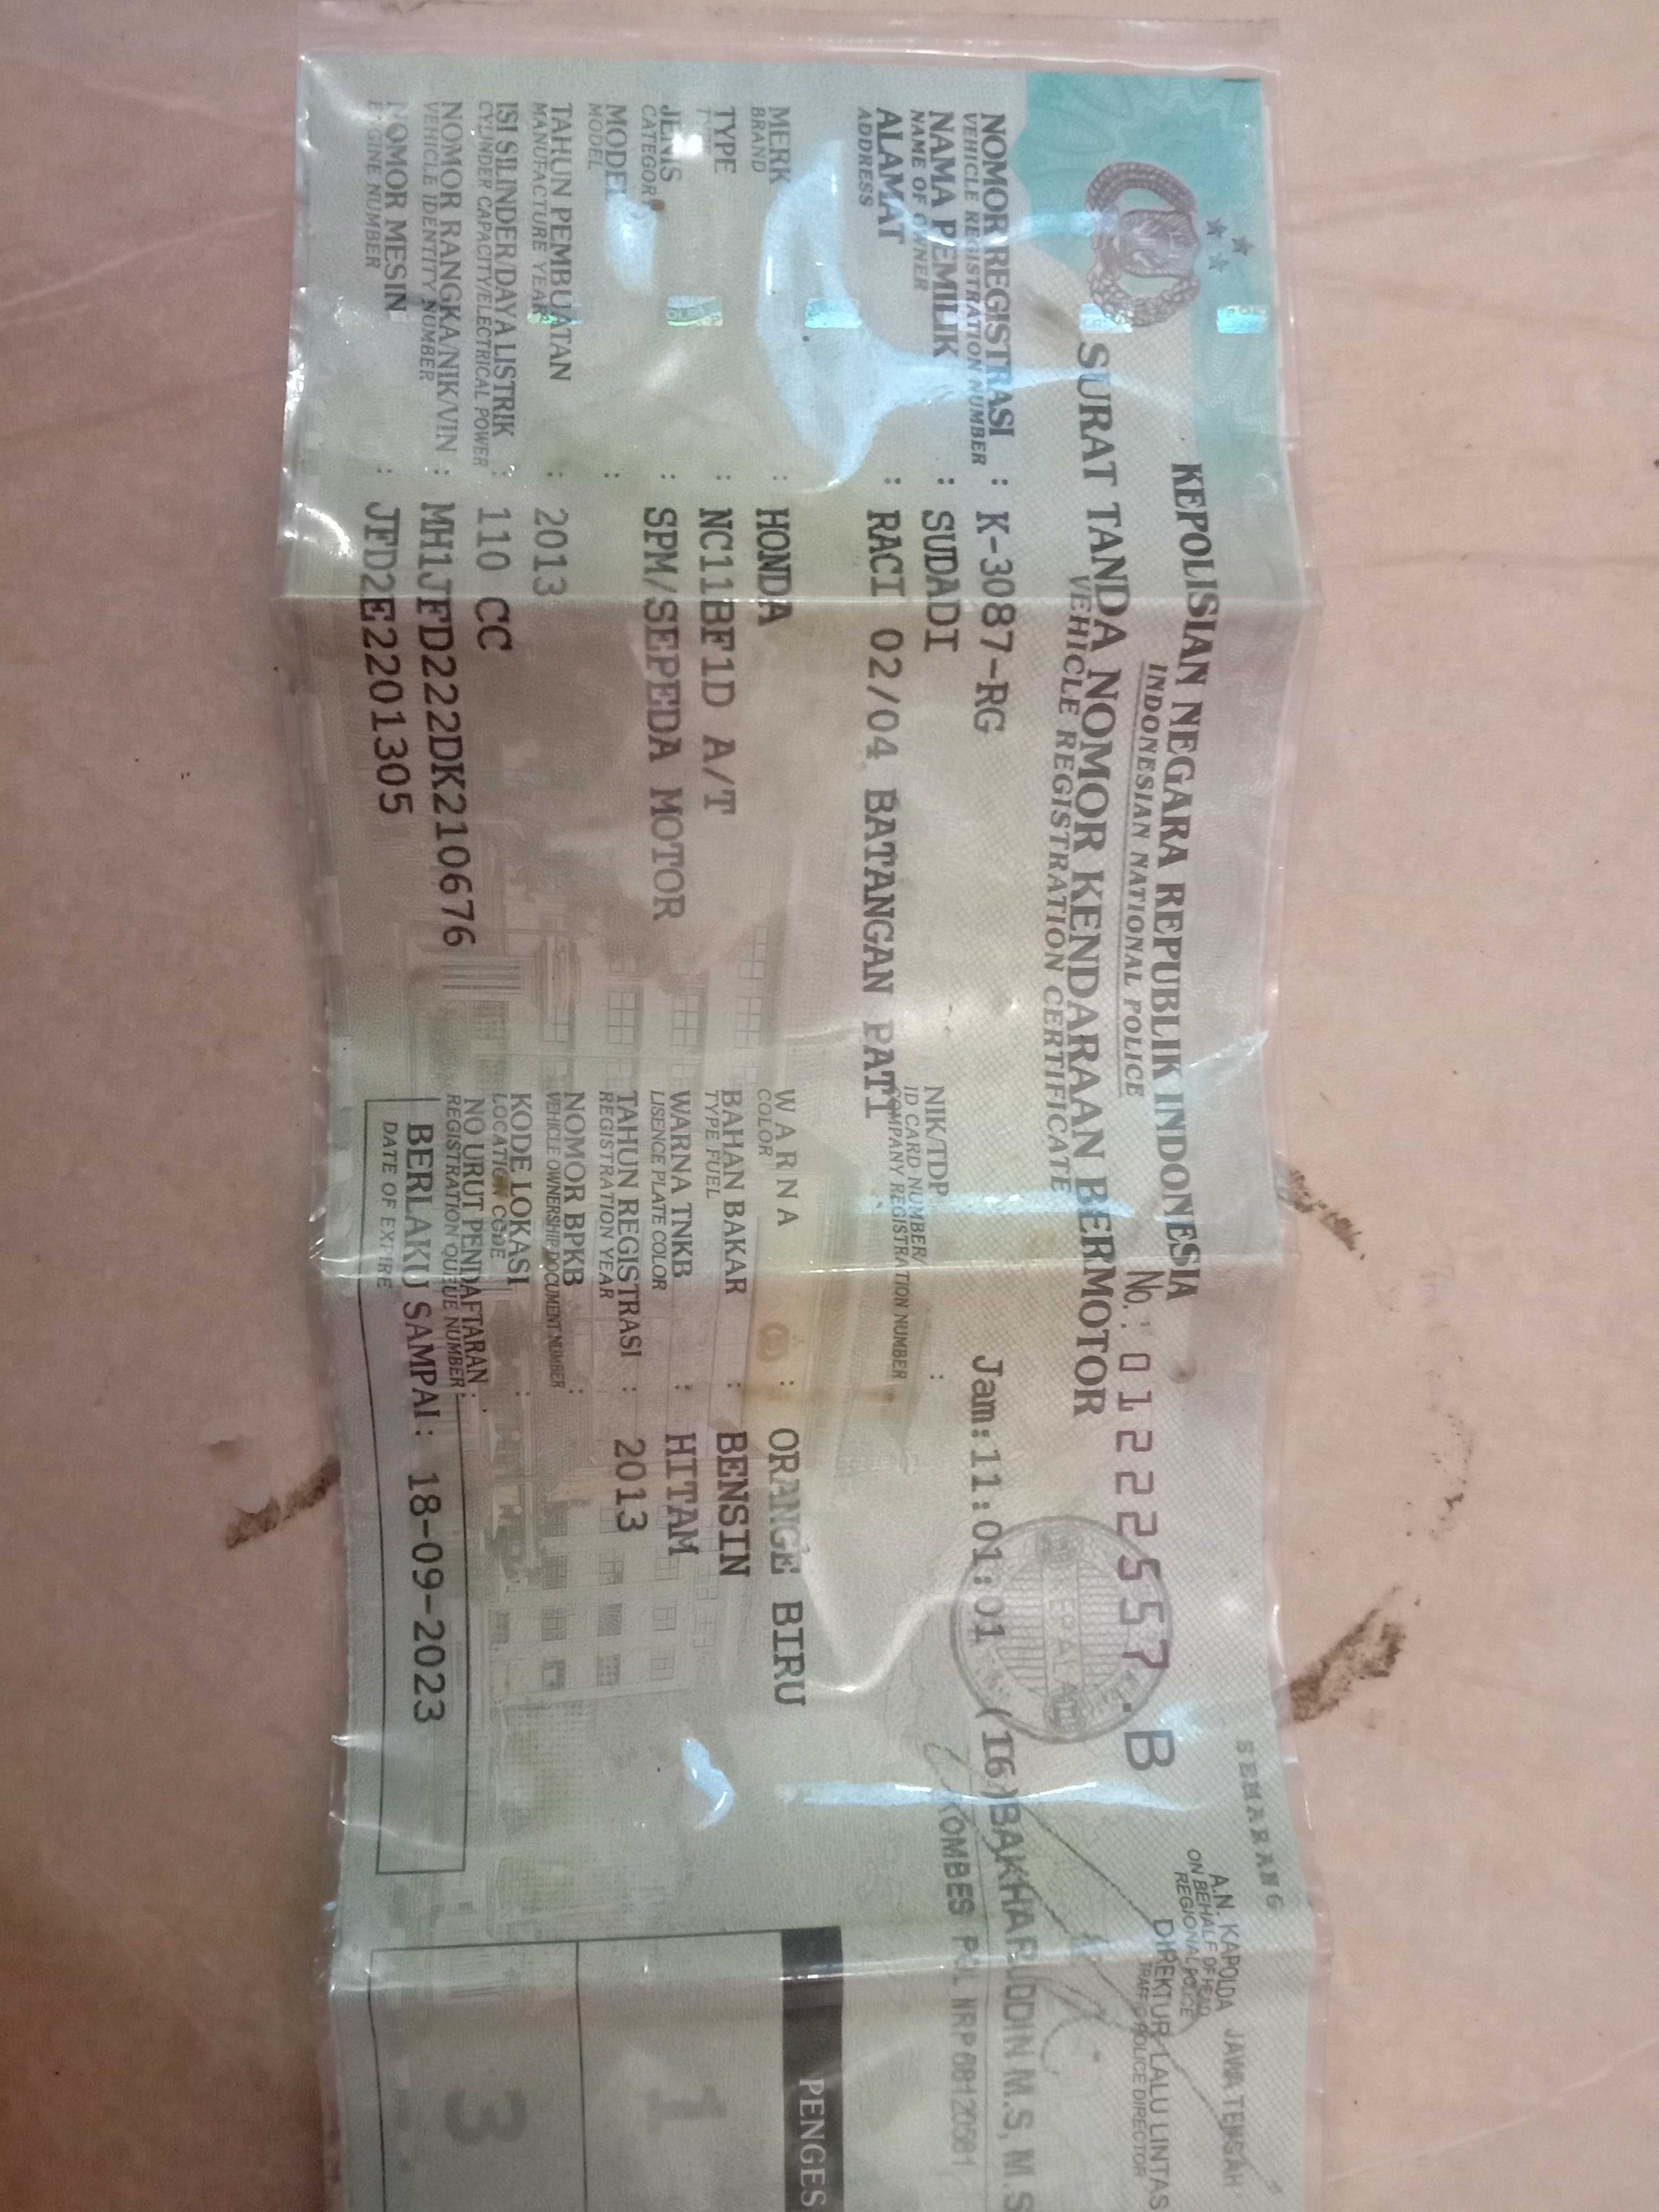 KEPOLISIAN NEGARA REPUBLIK INDONESIA
INDONESIAN NATIONAL POLICE
SURAT TANDA NOMOR KENDARAAN BERMOTOR
VEHICLE REGISTRATION CERTIFICATE
No. : 01222557.B
NOMOR REGISTRASI : K-3087-RG
VEHICLE REGISTRATION NUMBER
Jam:11:01:01 (16)
NAMA PEMILIK : SUDADI
NAME OF OWNER
NIK/TDP :
ID CARD NUMBER/
COMPANY REGISTRATION NUMBER
ALAMAT : RACI 02/04 BATANGAN PATI
ADDRESS
MERK : HONDA
BRAND
TYPE : NC11BF1D A/T
TYPE
JENIS : SPM/SEPEDA MOTOR
CATEGORY
MODEL :
MODEL
TAHUN PEMBUATAN : 2013
MANUFACTURE YEAR
ISI SILINDER/DAYA LISTRIK : 110 CC
CYLINDER CAPACITY/ELECTRICAL POWER
NOMOR RANGKA/NIK/VIN : MH1JFD222DK210676
VEHICLE IDENTITY NUMBER
NOMOR MESIN : JFD2E2201305
ENGINE NUMBER
WARNA : ORANGE BIRU
COLOR
BAHAN BAKAR : BENSIN
TYPE FUEL
WARNA TNKB : HITAM
LISENCE PLATE COLOR
TAHUN REGISTRASI : 2013
REGISTRATION YEAR
NOMOR BPKB :
VEHICLE OWNERSHIP DOCUMENT NUMBER
KODE LOKASI :
LOCATION CODE
NO URUT PENDAFTARAN :
REGISTRATION QUEUE NUMBER
BERLAKU SAMPAI : 18-09-2023
DATE OF EXPIRE
SEMARANG
A.N. KAPOLDA JAWA TENGAH
ON BEHALF OF HEAD
REGIONAL POLICE
DIREKTUR LALU LINTAS
TRAFFIC POLICE DIRECTOR
BAKHARUDDIN M.S, M.S
KOMBES POL NRP 68120581
PENGES
1
3